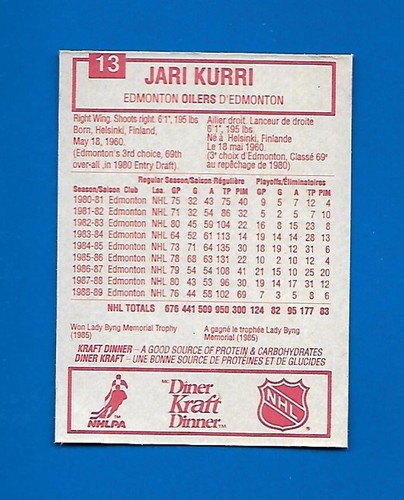 13
JARI KURRI
EDMONTON OILERS D'EDMONTON
Right Wing. Shoots right. 6'1", 195 lbs
Born, Helsinki, Finland,
May 18, 1960.
(Edmonton's 3rd choice, 69th
over-all ,in 1980 Entry Draft).
Ailier droit. Lanceur de droite
6'1", 195 lbs.
Né à Helsinki, Finlande
Le 18 mai 1960.
(3e choix d'Edmonton, Classé 69e
au repêchage de 1980)
Regular Season/Saison Régulière Playoffs/Éliminatoires
Season/Saison Club Lea. GP G A TP PIM GP G A TP PIM
1980-81 Edmonton NHL 75 32 43 75 40 9 5 7 12 4
1981-82 Edmonton NHL 71 32 54 86 32 5 2 5 7 10
1982-83 Edmonton NHL 80 45 59 104 22 16 8 15 23 8
1983-84 Edmonton NHL 64 52 61 113 14 19 14 14 28 13
1984-85 Edmonton NHL 73 71 64 135 30 18 19 12 31 6
1985-86 Edmonton NHL 78 68 63 131 22 10 2 10 12 4
1986-87 Edmonton NHL 79 54 54 108 41 21 15 10 25 20
1987-88 Edmonton NHL 80 43 53 96 30 19 14 17 31 12
1988-89 Edmonton NHL 76 44 58 102 69 7 3 5 8 6
NHL TOTALS 676 441 509 950 300 124 82 95 177 83
Won Lady Byng Memorial Trophy
(1985)
A gagné le trophée Lady Byng
Memorial (1985)
KRAFT DINNER – A GOOD SOURCE OF PROTEIN & CARBOHYDRATES
DINER KRAFT – UNE BONNE SOURCE DE PROTÉINES ET DE GLUCIDES
NHLPA
TM
MC Diner
Kraft
Dinner TM
NHL